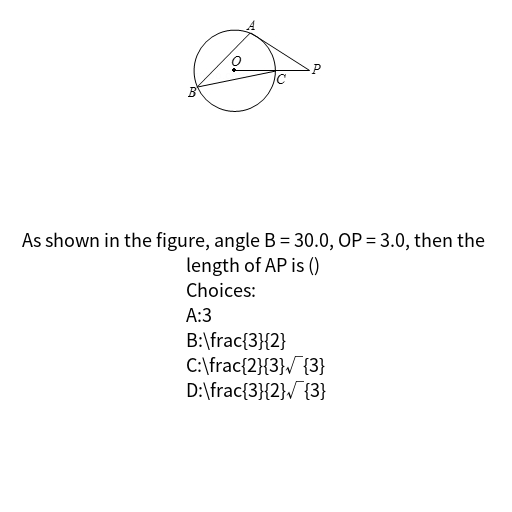 A
O
P
C
B
As shown in the figure, angle B = 30.0, OP = 3.0, then the
length of AP is ()
Choices:
A:3
B:\frac{3}{2}
C:\frac{2}{3}√{3}
D:\frac{3}{2}√{3}